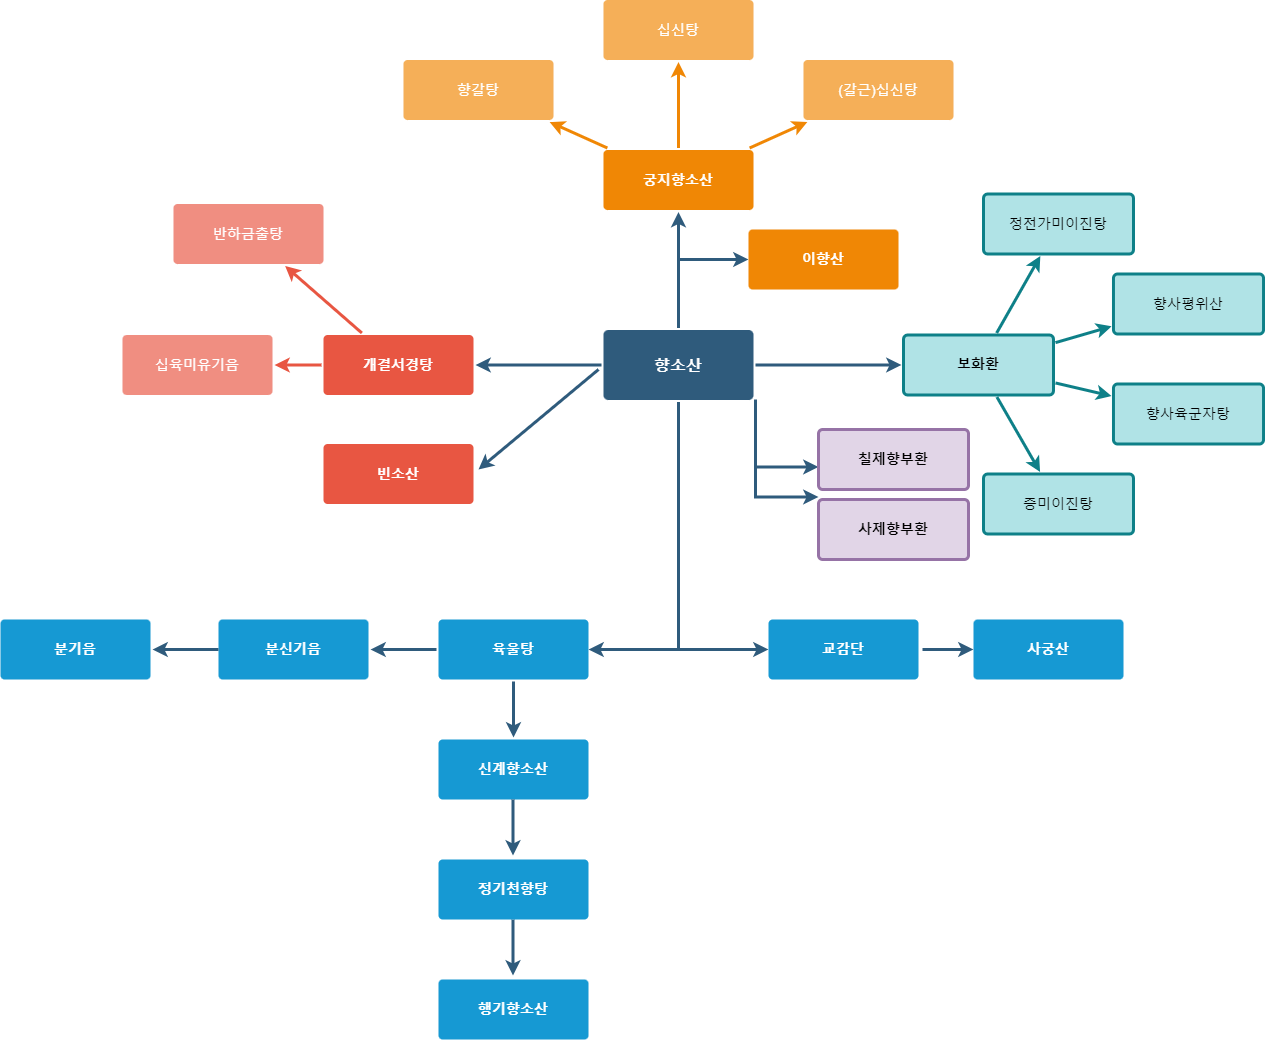 십신탕
향갈탕
(갈근)십신탕
궁지향소산
정전가미이진탕
반하금출탕
이향산
향사평위산
십육미유기음
개결서경탕
향소산
보화환
향사육군자탕
칠제향부환
빈소산
증미이진탕
사제향부환
분기음
분신기음
육울탕
교감단
사궁산
신계향소산
정기천향탕
행기향소산